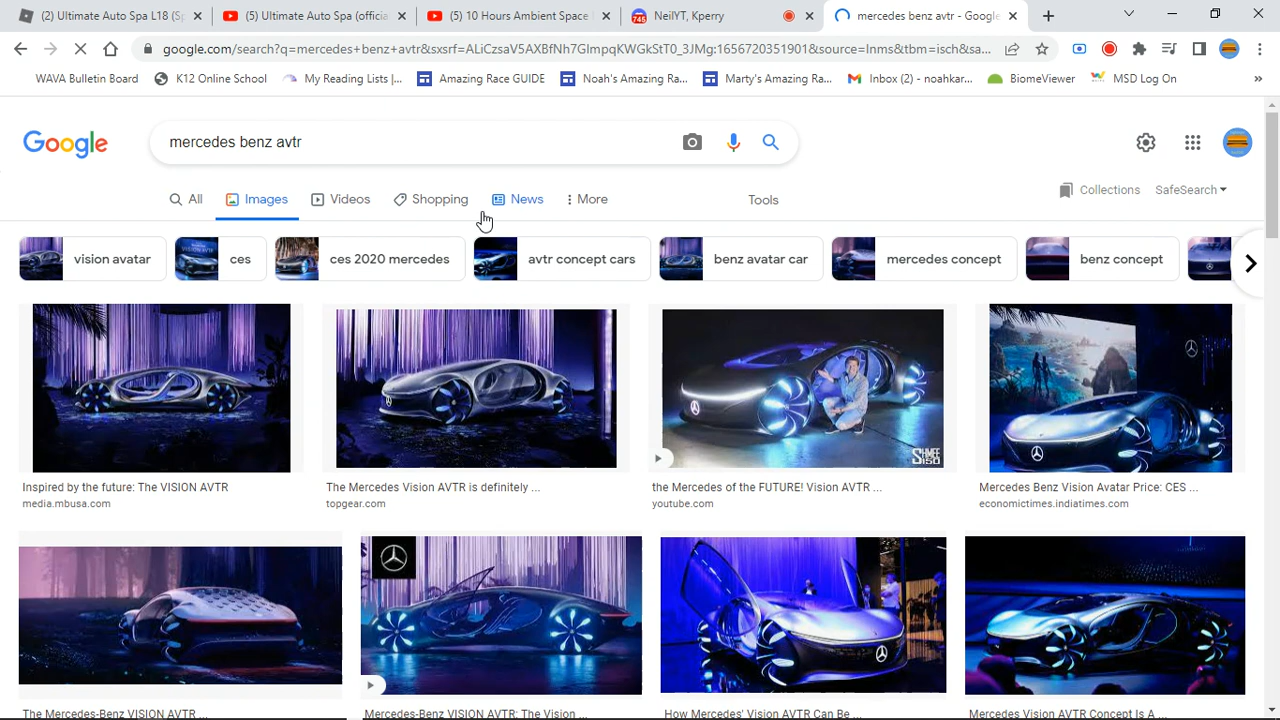 (2) Ultimate Auto Spa L18 (Sp
(5) Ultimate Auto Spa (officia
(5) 10 Hours Ambient Space
746
NeilYT, Kperry
mercedes benz avtr - Google
google.com/search?q=mercedes+benz+avtr&sxsrf=ALiCzsaV5AXBfNh7GImpqKWGkStT0_3JMg:1656720351901&source=lnms&tbm=isch&sa...
WAVA Bulletin Board
K12 Online School
My Reading Lists |...
Amazing Race GUIDE
Noah's Amazing Ra...
Marty's Amazing Ra...
Inbox (2) - noahkar...
BiomeViewer
MSD Log On
»
Google
mercedes benz avtr
All
Images
Videos
Shopping
News
More
Tools
Collections
SafeSearch
vision avatar
ces
ces 2020 mercedes
avtr concept cars
benz avatar car
mercedes concept
benz concept
SHMEE150
Inspired by the future: The VISION AVTR
media.mbusa.com
The Mercedes Vision AVTR is definitely ...
topgear.com
the Mercedes of the FUTURE! Vision AVTR ...
youtube.com
Mercedes Benz Vision Avatar Price: CES ...
economictimes.indiatimes.com
The Mercedes-Benz VISION AVTR ...
Mercedes-Benz VISION AVTR: The Vision ...
How Mercedes' Vision AVTR Can Be ...
Mercedes Vision AVTR Concept Is A ...